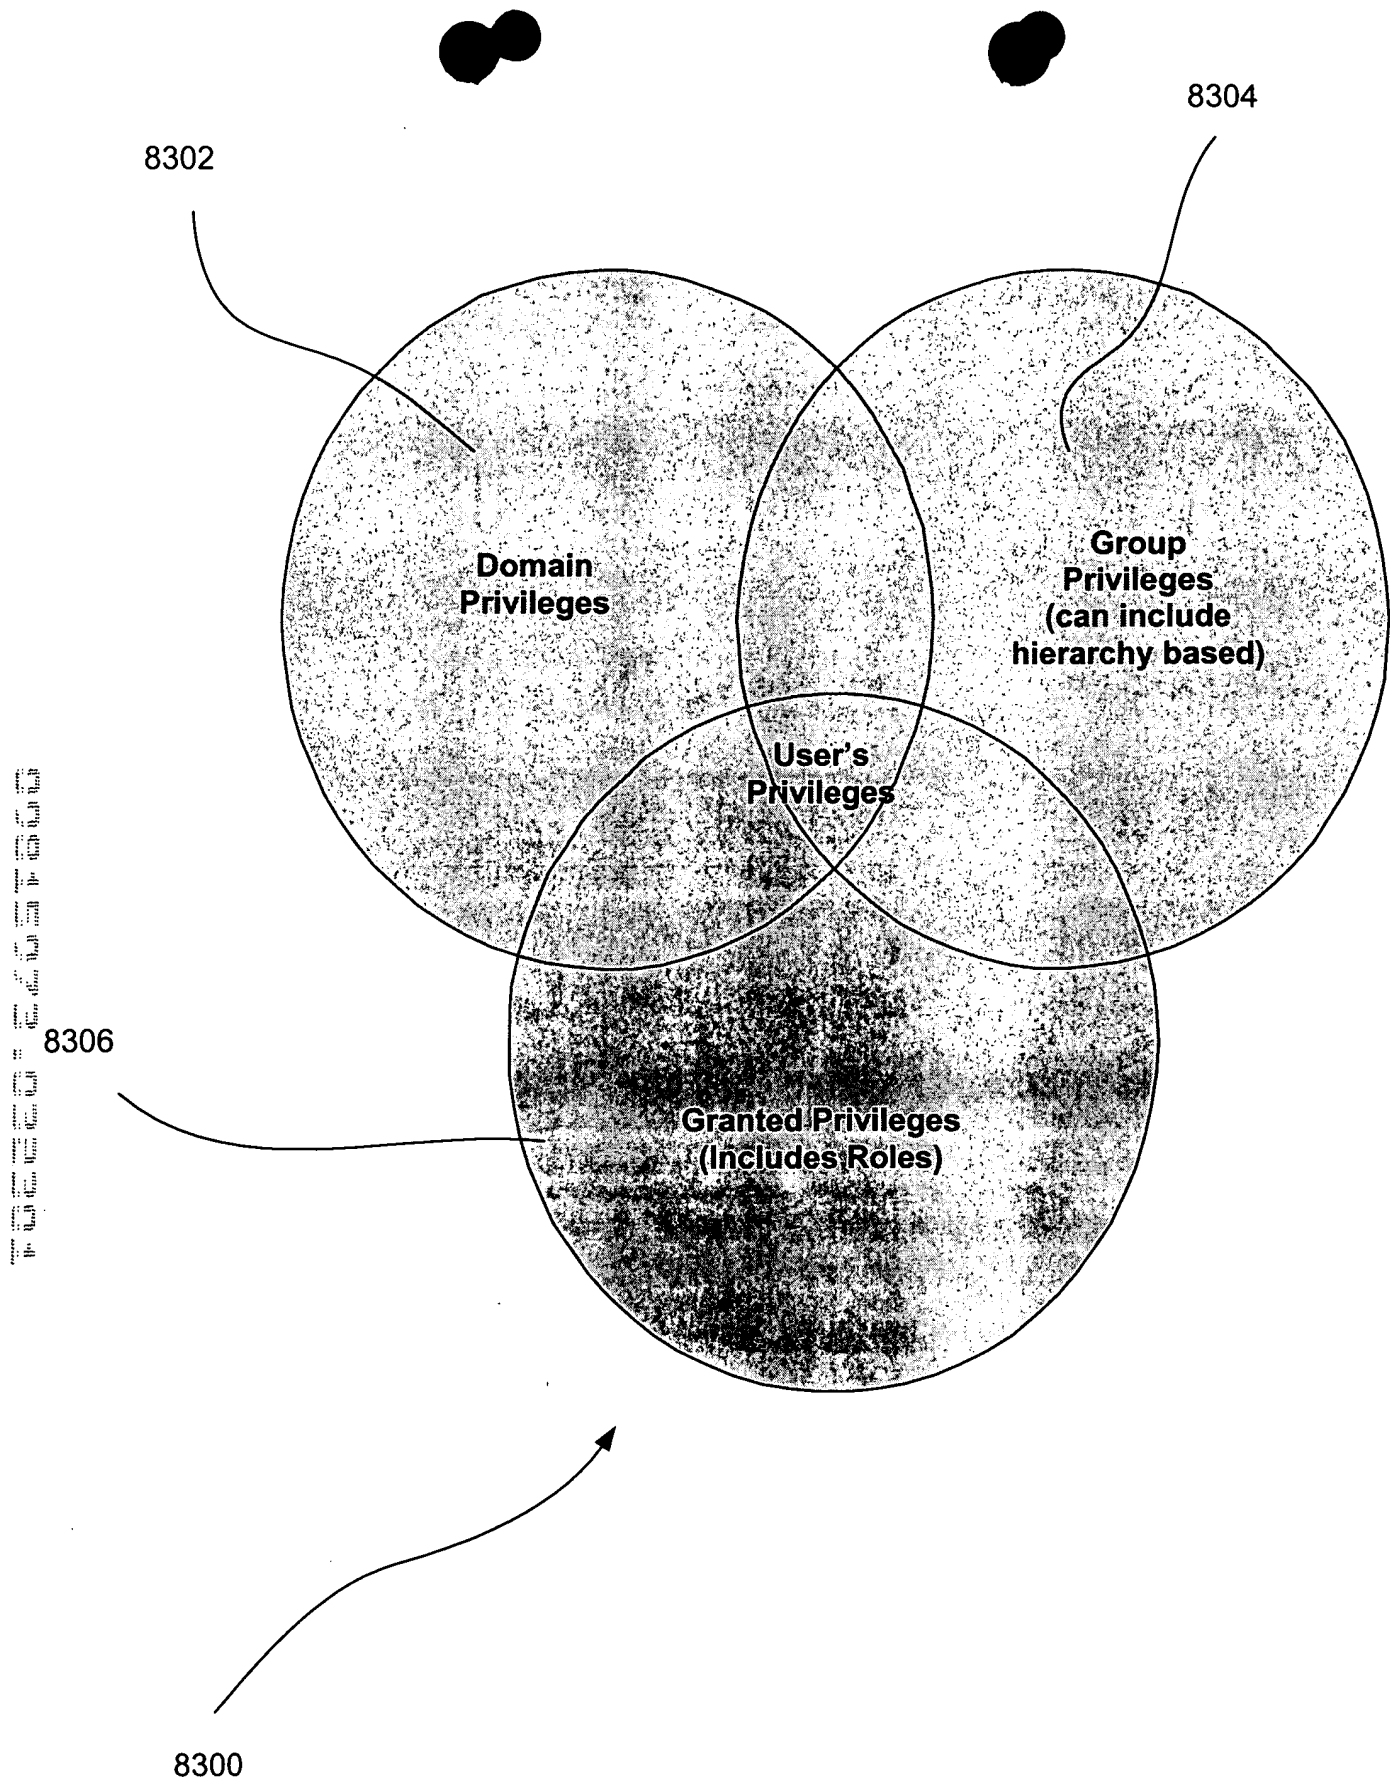 8304
8302
Domain
Privileges
Group
Privileges
(can include
hierarchy based)
User's
Privileges
8306
Granted Privileges
(Includes Roles)
8300